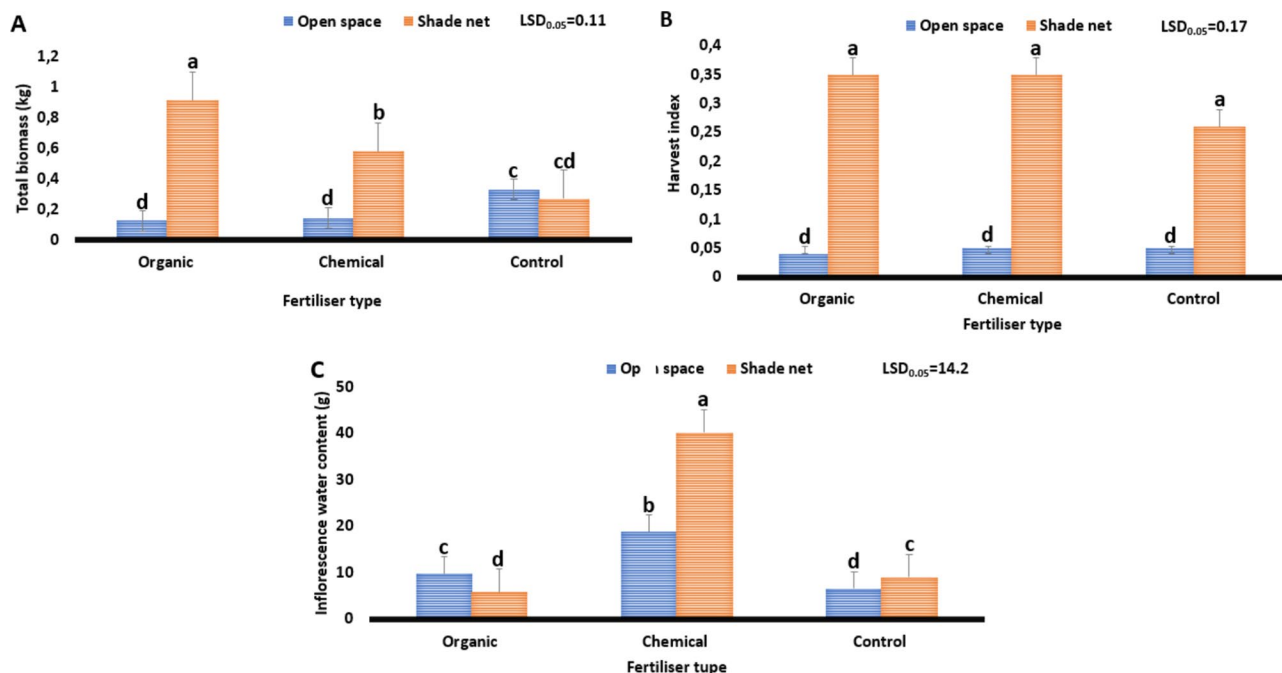 A
Open space
Shade net
LSD0.05=0.11
Total biomass (kg)
1,2
1
0,8
0,6
0,4
0,2
0
d
a
d
b
c
cd
Organic
Chemical
Control
Fertiliser type
B
Open space
Shade net
LSD0.05=0.17
Harvest index
0,4
0,35
0,3
0,25
0,2
0,15
0,1
0,05
0
d
a
d
a
d
a
Organic
Chemical
Control
Fertiliser type
C
Op space
Shade net
LSD0.05=14.2
Inflorescence water content (g)
50
40
30
20
10
0
c
d
b
a
d
c
Organic
Chemical
Control
Fertiliser tupe